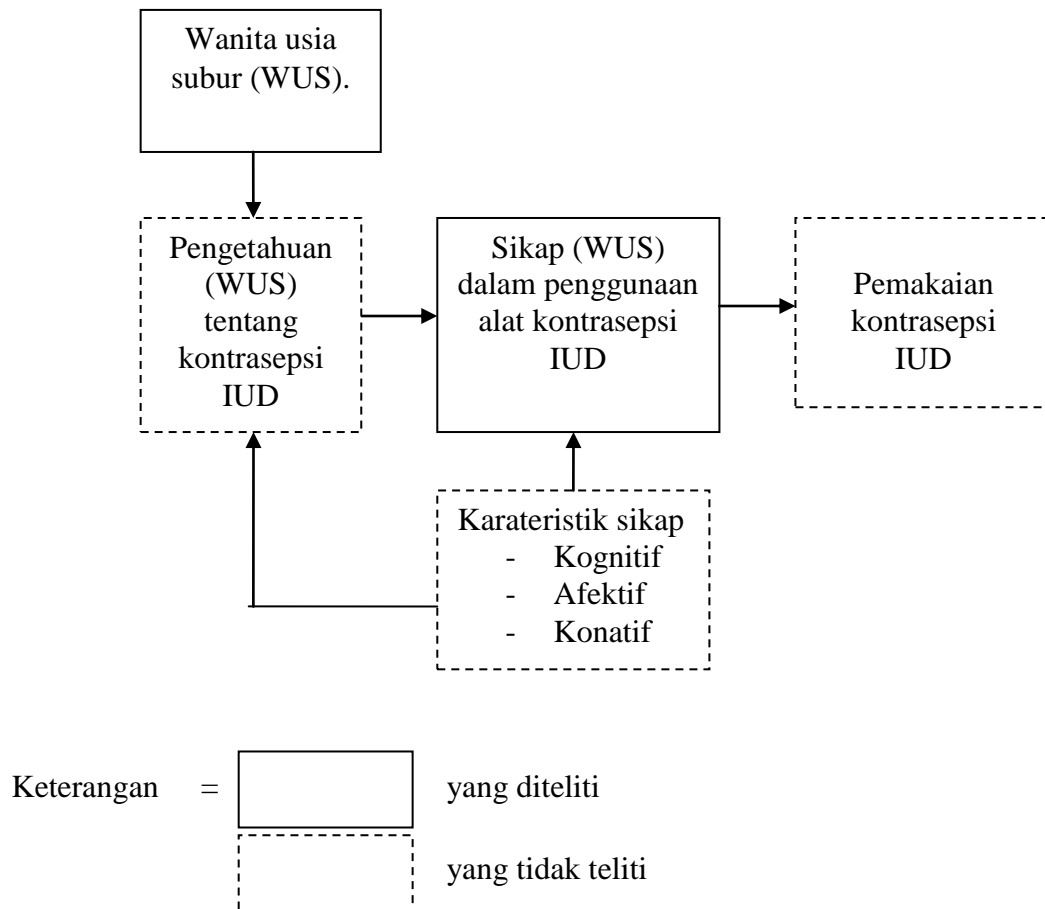 Wanita usia
subur (WUS).
Pengetahuan
(WUS)
tentang
kontrasepsi
IUD
Sikap (WUS)
dalam penggunaan
alat kontrasepsi
IUD
Pemakaian
kontrasepsi
IUD
Karateristik sikap
- Kognitif
- Afektif
- Konatif
Keterangan = yang diteliti
yang tidak teliti